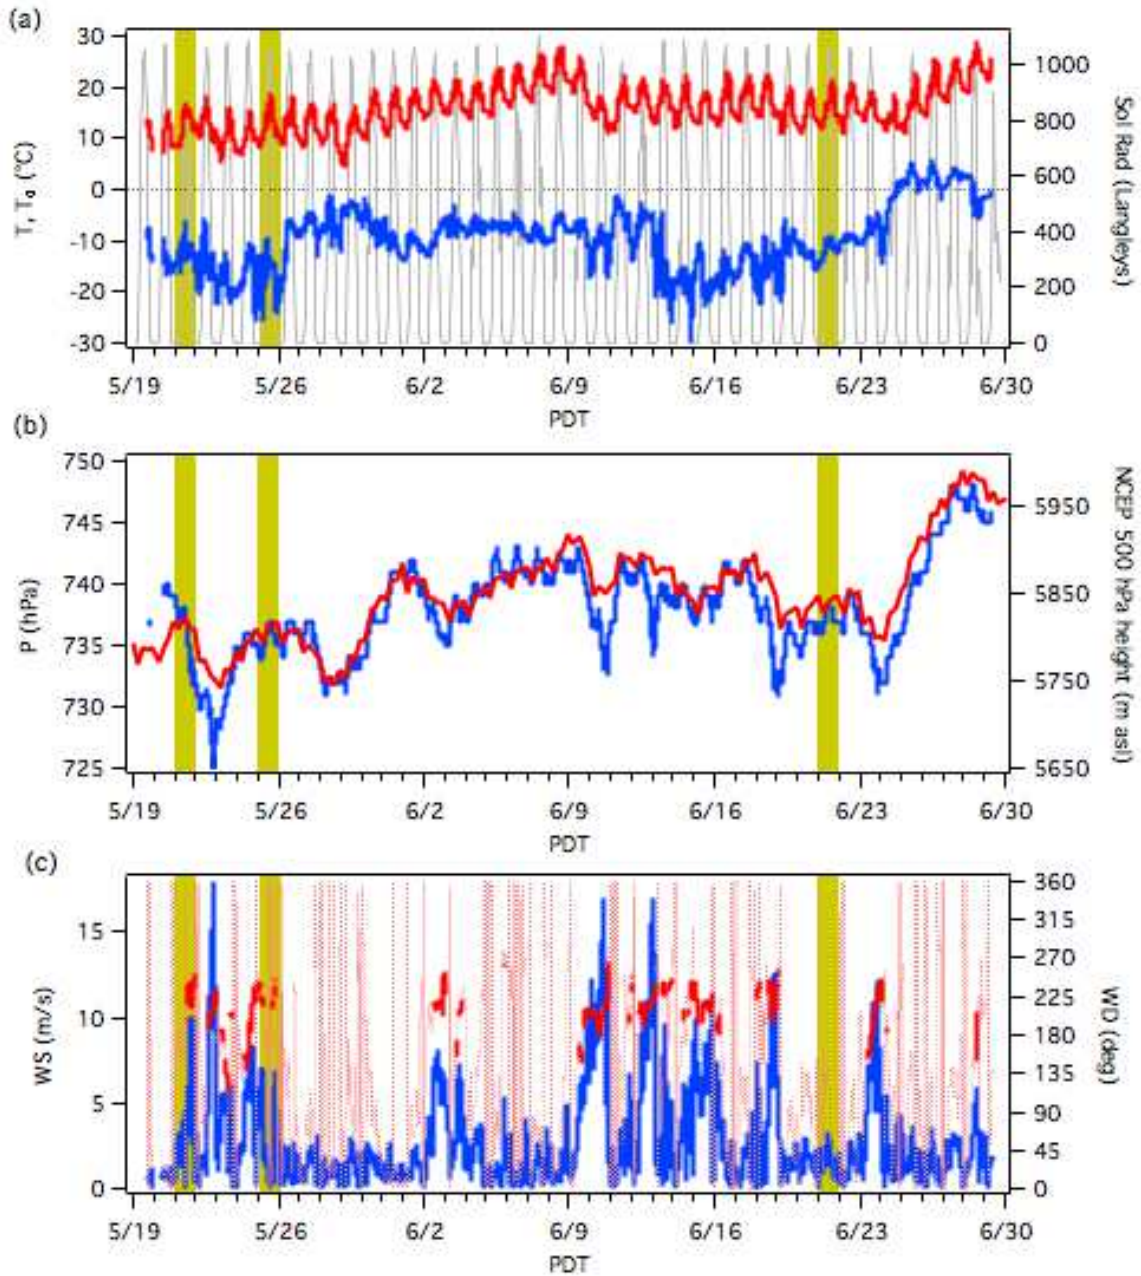 (a)
30
20
10
0
-10
-20
-30
T, Td (°C)
1000
800
600
400
200
0
Sol Rad (Langleys)
5/19 5/26 6/2 6/9 6/16 6/23 6/30
PDT
(b)
750
745
740
735
730
725
P (hPa)
5950
5850
5750
5650
NCEP 500 hPa height (m asl)
5/19 5/26 6/2 6/9 6/16 6/23 6/30
PDT
(c)
15
10
5
0
WS (m/s)
360
315
270
225
180
135
90
45
0
WD (deg)
5/19 5/26 6/2 6/9 6/16 6/23 6/30
PDT